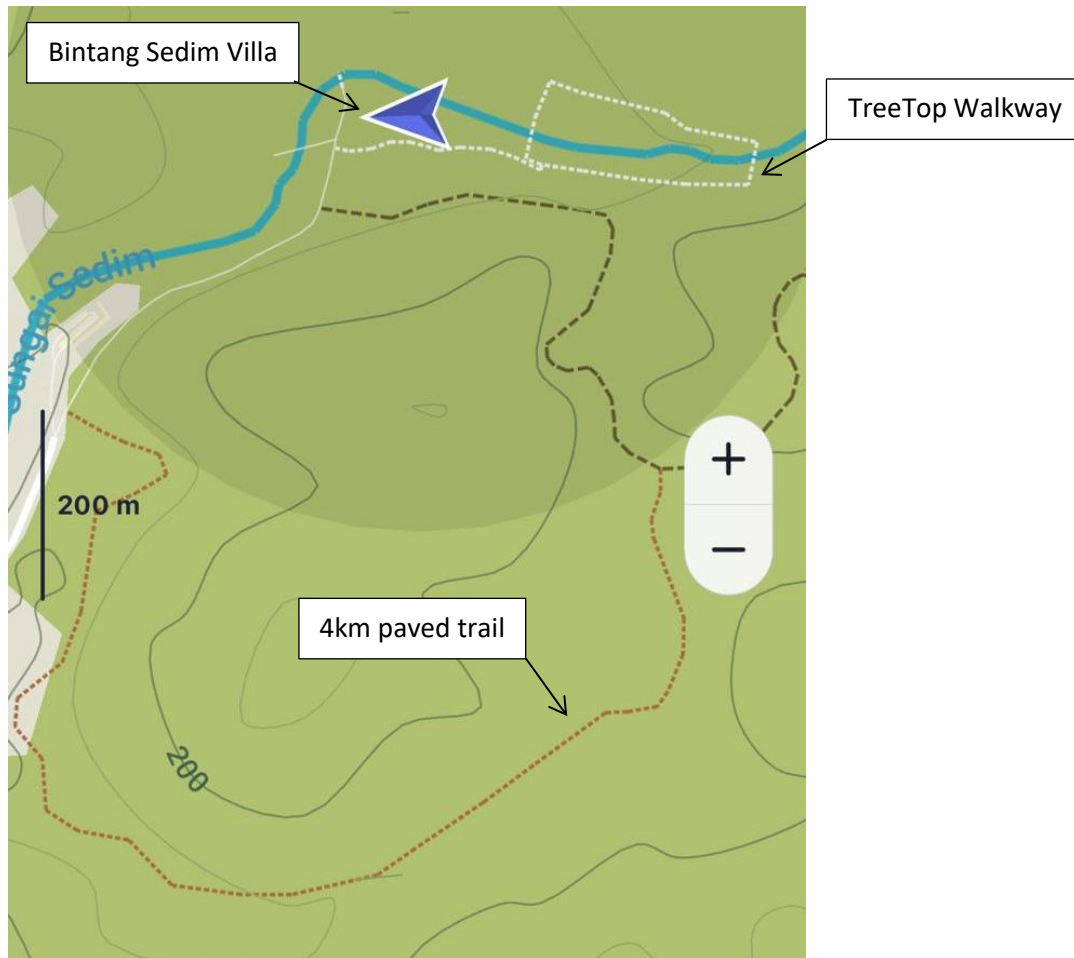 Bintang Sedim Villa
TreeTop Walkway
Sungai Sedim
200 m
4km paved trail
200